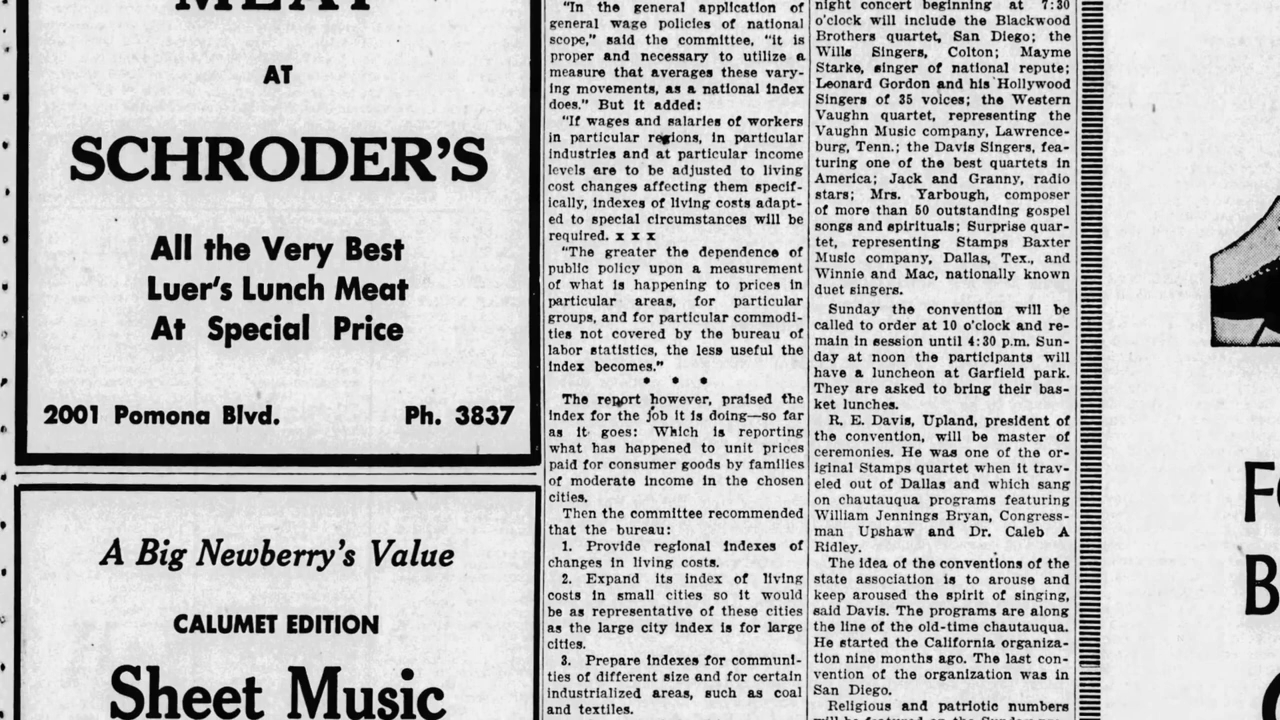 MEAT
AT
SCHRODER'S
All the Very Best
Luer's Lunch Meat
At Special Price
2001 Pomona Blvd. Ph. 3837
A Big Newberry's Value
CALUMET EDITION
Sheet Music
"In the general application of
general wage policies of national
scope," said the committee, "it is
proper and necessary to utilize a
measure that averages these vary-
ing movements, as a national index
does." But it added:
"If wages and salaries of workers
in particular regions, in particular
industries and at particular income
levels are to be adjusted to living
cost changes affecting them specif-
ically, indexes of living costs adapt-
ed to special circumstances will be
required. x x x
"The greater the dependence of
public policy upon a measurement
of what is happening to prices in
particular areas, for particular
groups, and for particular commodi-
ties not covered by the bureau of
labor statistics, the less useful the
index becomes."
* * *
The report however, praised the
index for the job it is doing—so far
as it goes: Which is reporting
what has happened to unit prices
paid for consumer goods by families
of moderate income in the chosen
cities.
Then the committee recommended
that the bureau:
1. Provide regional indexes of
changes in living costs.
2. Expand its index of living
costs in small cities so it would
be as representative of these cities
as the large city index is for large
cities.
3. Prepare indexes for communi-
ties of different size and for certain
industrialized areas, such as coal
and textiles.
night concert beginning at 7:30
o'clock will include the Blackwood
Brothers quartet, San Diego; the
Wills Singers, Colton; Mayme
Starke, singer of national repute;
Leonard Gordon and his Hollywood
Singers of 35 voices; the Western
Vaughn quartet, representing the
Vaughn Music company, Lawrence-
burg, Tenn.; the Davis Singers, fea-
turing one of the best quartets in
America; Jack and Granny, radio
stars; Mrs. Yarbough, composer
of more than 50 outstanding gospel
songs and spirituals; Surprise quar-
tet, representing Stamps Baxter
Music company, Dallas, Tex., and
Winnie and Mac, nationally known
duet singers.
Sunday the convention will be
called to order at 10 o'clock and re-
main in session until 4:30 p.m. Sun-
day at noon the participants will
have a luncheon at Garfield park.
They are asked to bring their bas-
ket lunches.
R. E. Davis, Upland, president of
the convention, will be master of
ceremonies. He was one of the or-
iginal Stamps quartet when it trav-
eled out of Dallas and which sang
on chautauqua programs featuring
William Jennings Bryan, Congress-
man Upshaw and Dr. Caleb A
Ridley.
The idea of the conventions of the
state association is to arouse and
keep aroused the spirit of singing,
said Davis. The programs are along
the line of the old-time chautauqua.
He started the California organiza-
tion nine months ago. The last con-
vention of the organization was in
San Diego.
Religious and patriotic numbers